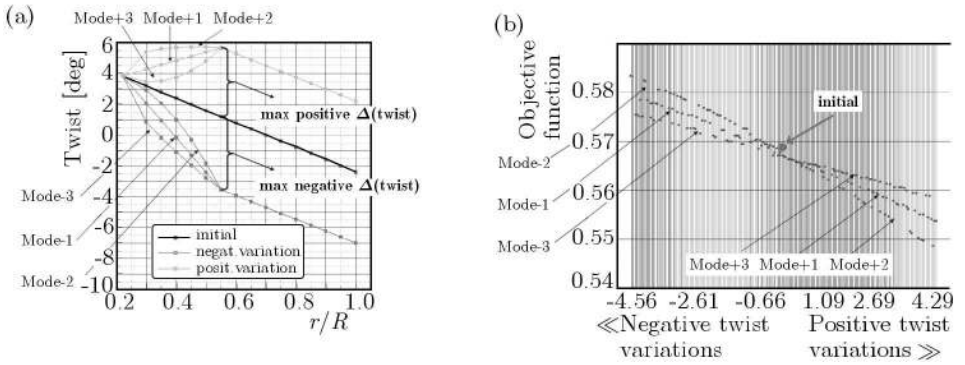 (a)
Mode+3
Mode+1
Mode+2
Twist [deg]
6
4
2
0
-2
-4
-6
-8
-10
max positive Δ(twist)
max negative Δ(twist)
Mode-3
Mode-1
Mode-2
initial
negat.variation
posit.variation
0.2 0.3 0.4 0.5 0.6 0.7 0.8 0.9 1.0
r/R
(b)
Objective
function
0.58
0.57
0.56
0.55
0.54
initial
Mode-2
Mode-1
Mode-3
Mode+3 Mode+1 Mode+2
-4.56 -2.61 -0.66 1.09 2.69 4.29
≪Negative twist
variations
Positive twist
variations ≫